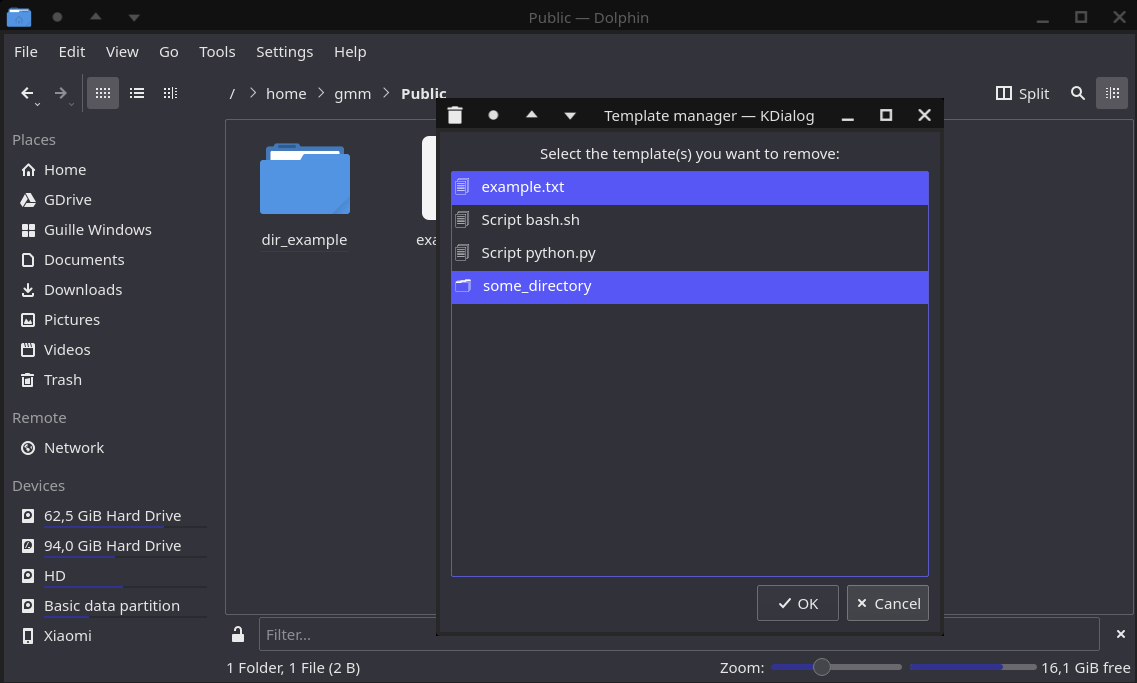 Public — Dolphin
File Edit View Go Tools Settings Help
/ home gmm Public
Split
Places
Home
GDrive
Guille Windows
Documents
Downloads
Pictures
Videos
Trash
Remote
Network
Devices
62,5 GiB Hard Drive
94,0 GiB Hard Drive
HD
Basic data partition
Xiaomi
dir_example
exa
Template manager — KDialog
Select the template(s) you want to remove:
example.txt
Script bash.sh
Script python.py
some_directory
OK
Cancel
Filter...
1 Folder, 1 File (2 B)
Zoom:
16,1 GiB free